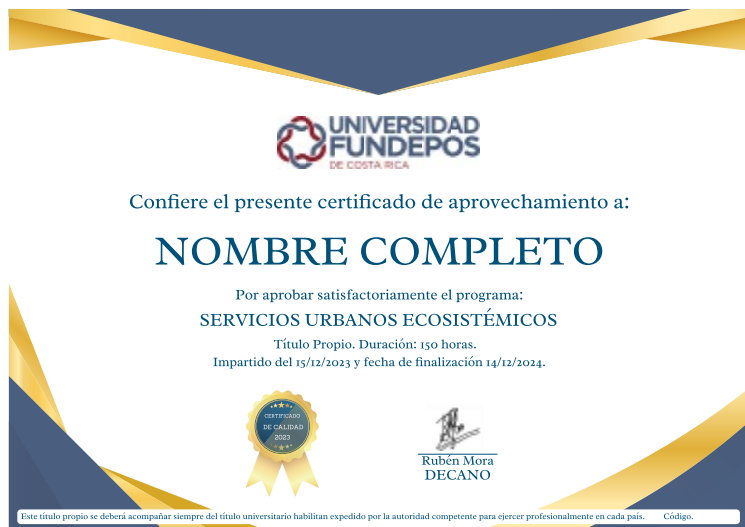 UNIVERSIDAD
FUNDEPOS
DE COSTA RICA
Confiere el presente certificado de aprovechamiento a:
NOMBRE COMPLETO
Por aprobar satisfactoriamente el programa:
SERVICIOS URBANOS ECOSISTÉMICOS
Título Propio. Duración: 150 horas.
Impartido del 15/12/2023 y fecha de finalización 14/12/2024.
CERTIFICADO
DE CALIDAD
2023
Rubén Mora
DECANO
Este título propio se deberá acompañar siempre del título universitario habilitan expedido por la autoridad competente para ejercer profesionalmente en cada país. Código.